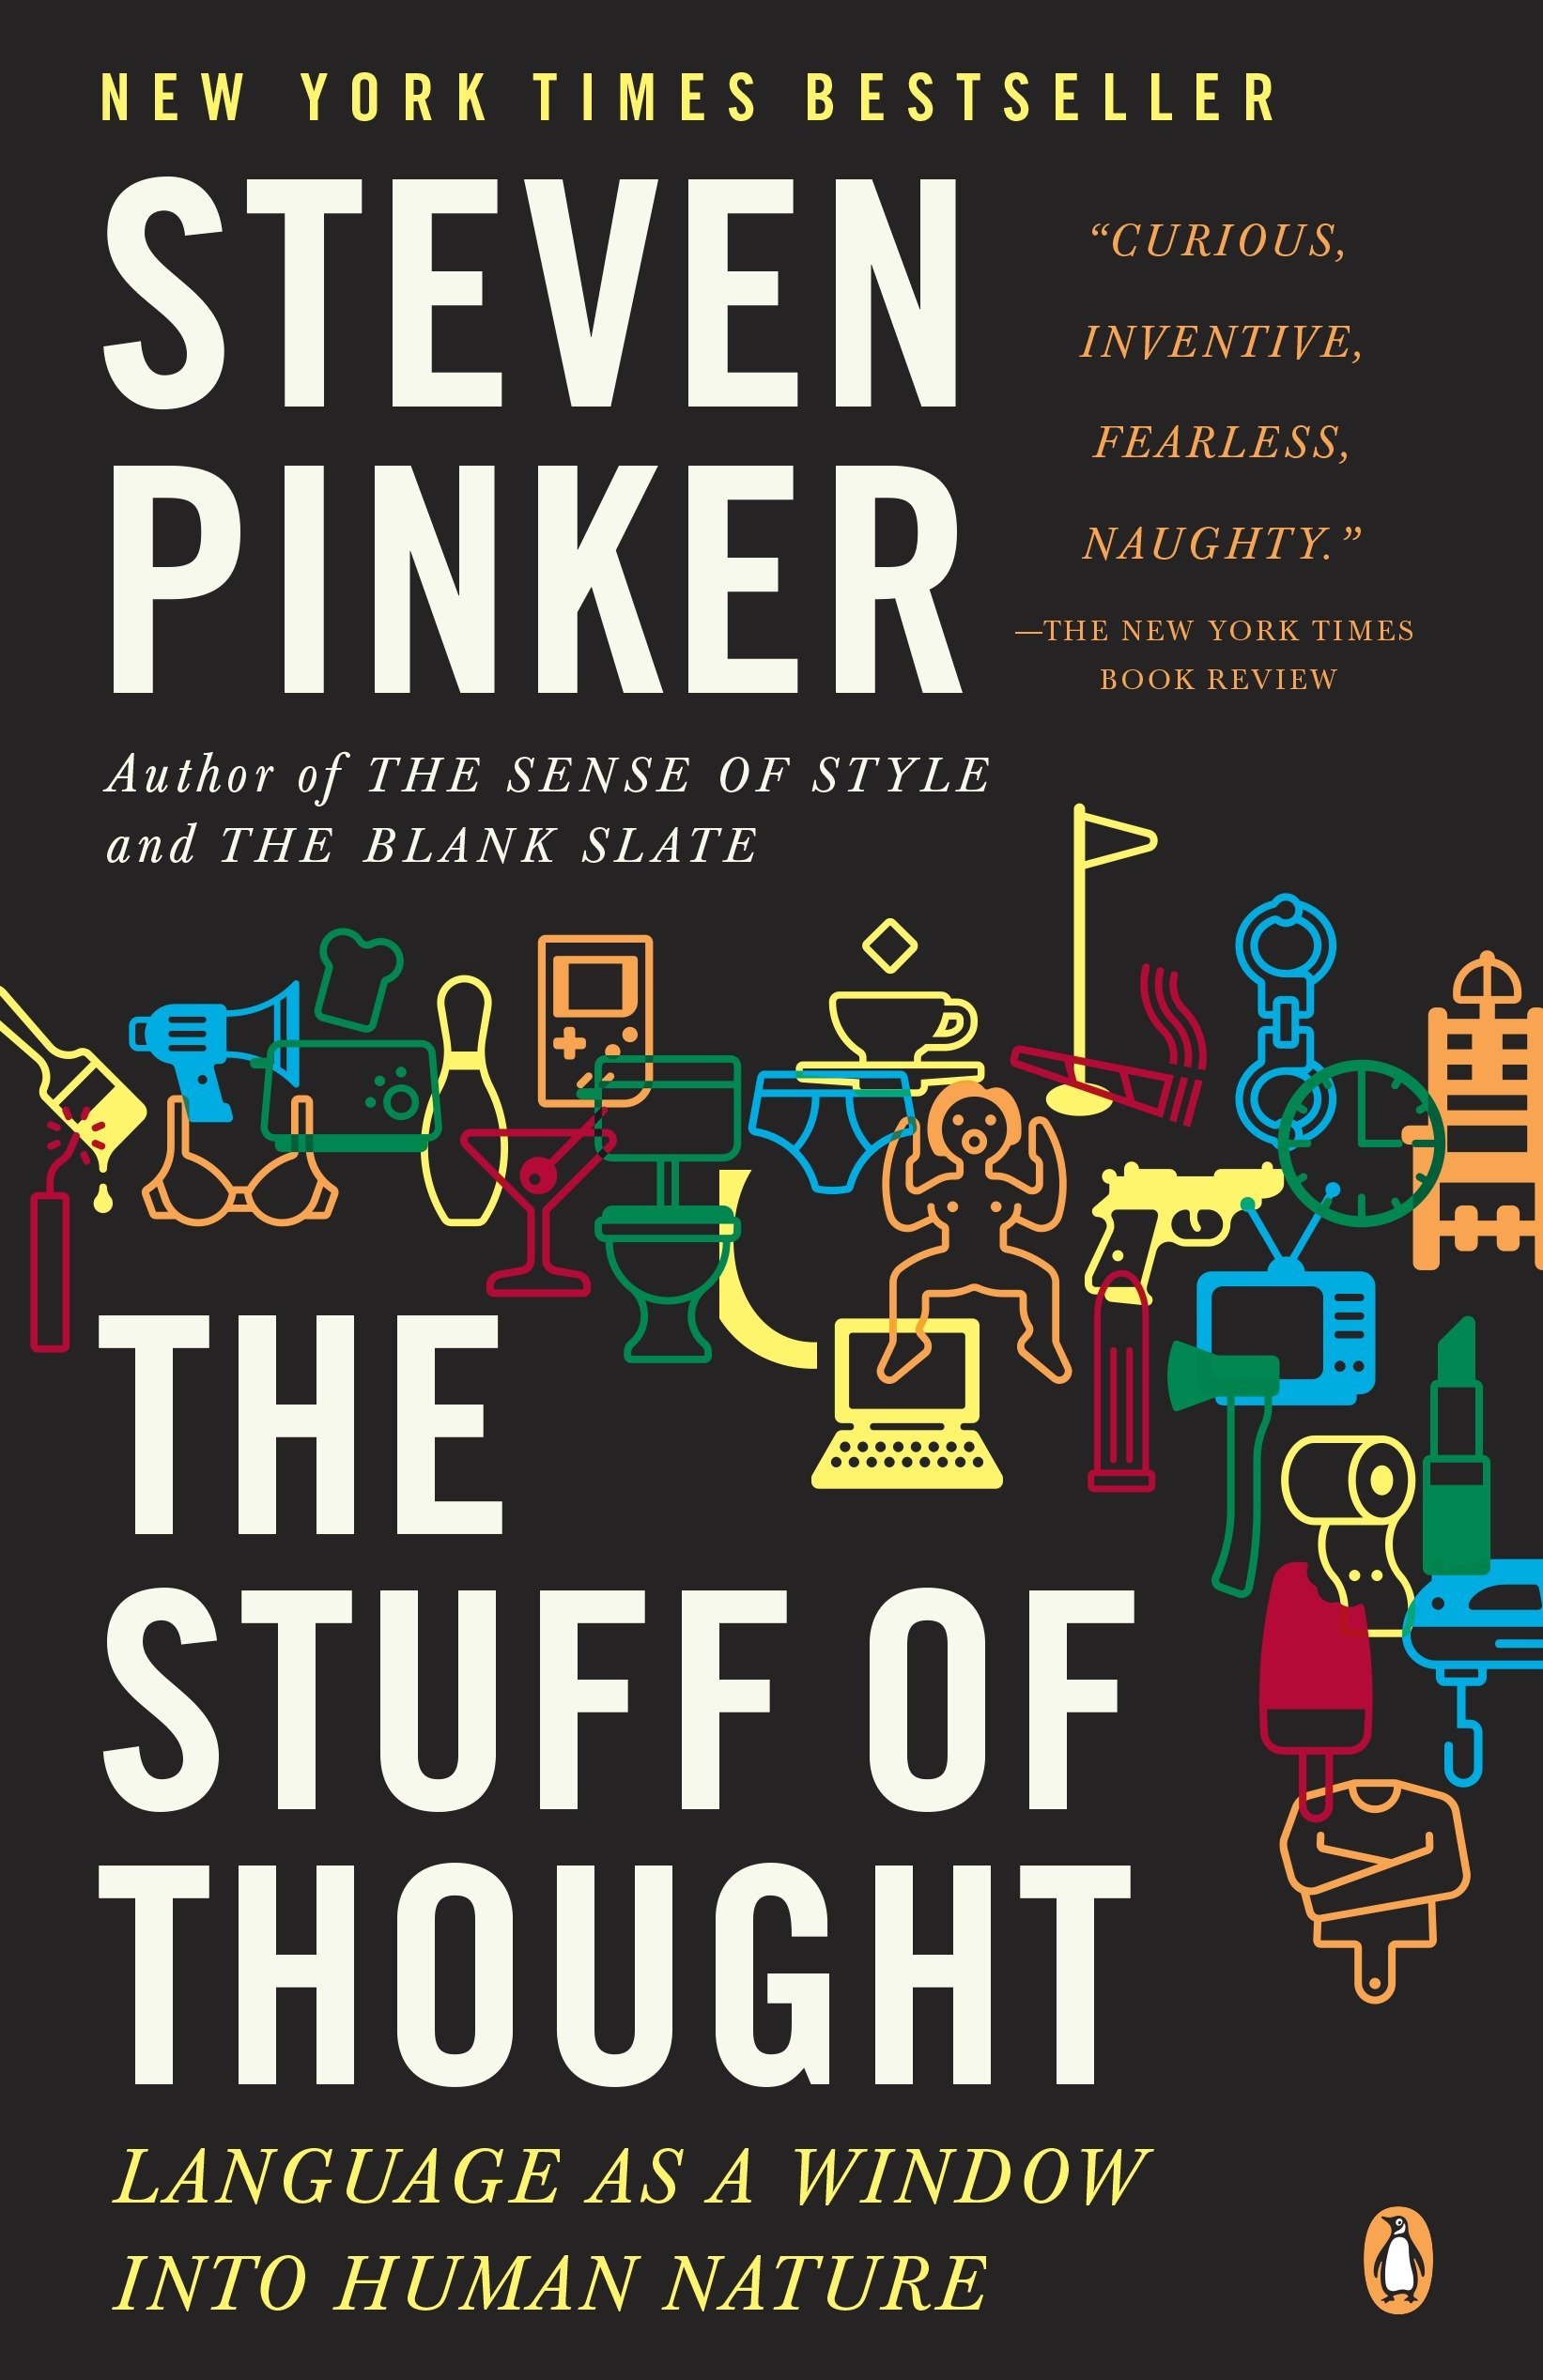 NEW YORK TIMES BESTSELLER
STEVEN
PINKER
“CURIOUS,
INVENTIVE,
FEARLESS,
NAUGHTY.”
—THE NEW YORK TIMES
BOOK REVIEW
Author of THE SENSE OF STYLE
and THE BLANK SLATE
THE
STUFF OF
THOUGHT
LANGUAGE AS A WINDOW
INTO HUMAN NATURE